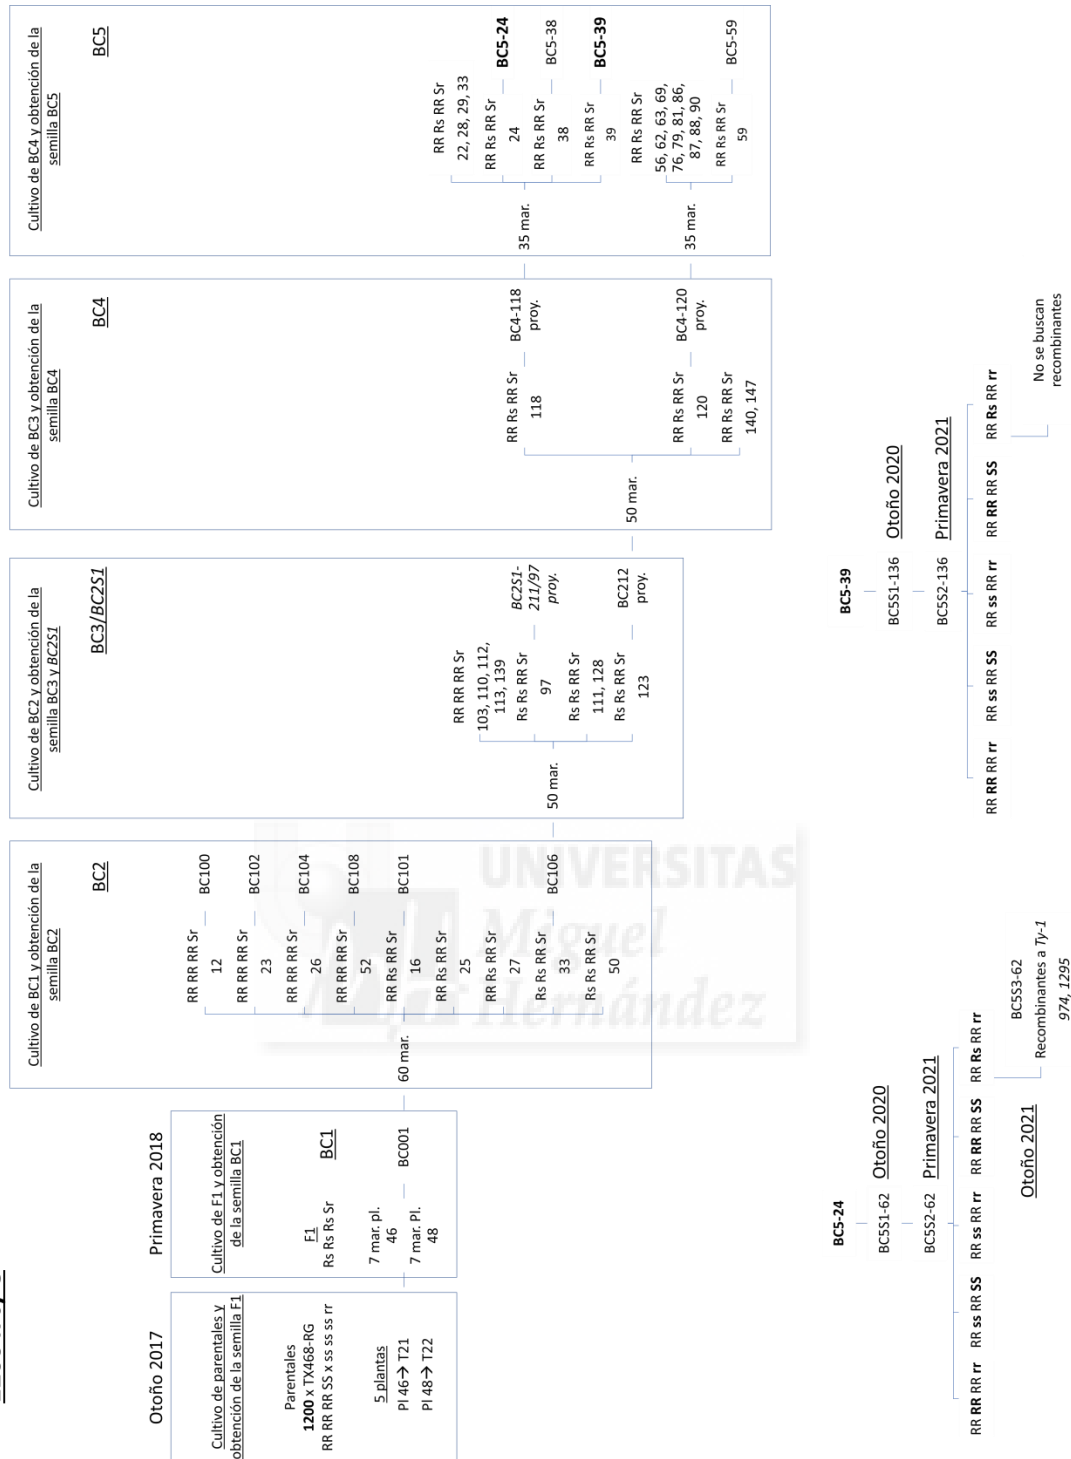 Otoño 2017
Cultivo de parentales y
obtención de la semilla F1
Parentales
1200 x TX468-RG
RR RR RR SS x ss ss ss rr
5 plantas
Pl 46→ T21
Pl 48→ T22
Primavera 2018
Cultivo de F1 y obtención
de la semilla BC1
BC1
F1
Rs Rs Rs Sr
7 mar. pl.
46
7 mar. Pl.
48
BC001
Cultivo de BC1 y obtención de la
semilla BC2
BC2
60 mar.
RR RR RR Sr
12
BC100
RR RR RR Sr
23
BC102
RR RR RR Sr
26
BC104
RR RR RR Sr
52
BC108
RR Rs RR Sr
16
BC101
RR Rs RR Sr
25
RR Rs RR Sr
27
Rs Rs RR Sr
33
BC106
Rs Rs RR Sr
50
Cultivo de BC2 y obtención de la
semilla BC3 y BC2S1
BC3/BC2S1
50 mar.
RR RR RR Sr
103, 110, 112,
113, 139
Rs Rs RR Sr
97
BC2S1-
211/97
proy.
Rs Rs RR Sr
111, 128
Rs Rs RR Sr
123
BC212
proy.
Cultivo de BC3 y obtención de la
semilla BC4
BC4
50 mar.
RR Rs RR Sr
118
BC4-118
proy.
RR Rs RR Sr
120
BC4-120
proy.
RR Rs RR Sr
140, 147
Cultivo de BC4 y obtención de la
semilla BC5
BC5
35 mar.
RR Rs RR Sr
22, 28, 29, 33
RR Rs RR Sr
24
BC5-24
RR Rs RR Sr
38
BC5-38
RR Rs RR Sr
39
BC5-39
35 mar.
RR Rs RR Sr
56, 62, 63, 69,
76, 79, 81, 86,
87, 88, 90
RR Rs RR Sr
59
BC5-59
BC5-24
BC5S1-62
Otoño 2020
BC5S2-62
Primavera 2021
RR RR RR rr
RR ss RR SS
RR ss RR rr
RR RR RR SS
RR Rs RR rr
Otoño 2021
BC5S3-62
Recombinantes a Ty-1
974, 1295
BC5-39
BC5S1-136
Otoño 2020
BC5S2-136
Primavera 2021
RR RR RR rr
RR ss RR SS
RR ss RR rr
RR RR RR SS
RR Rs RR rr
No se buscan
recombinantes
UNIVERSITAS
Miguel
Hernández